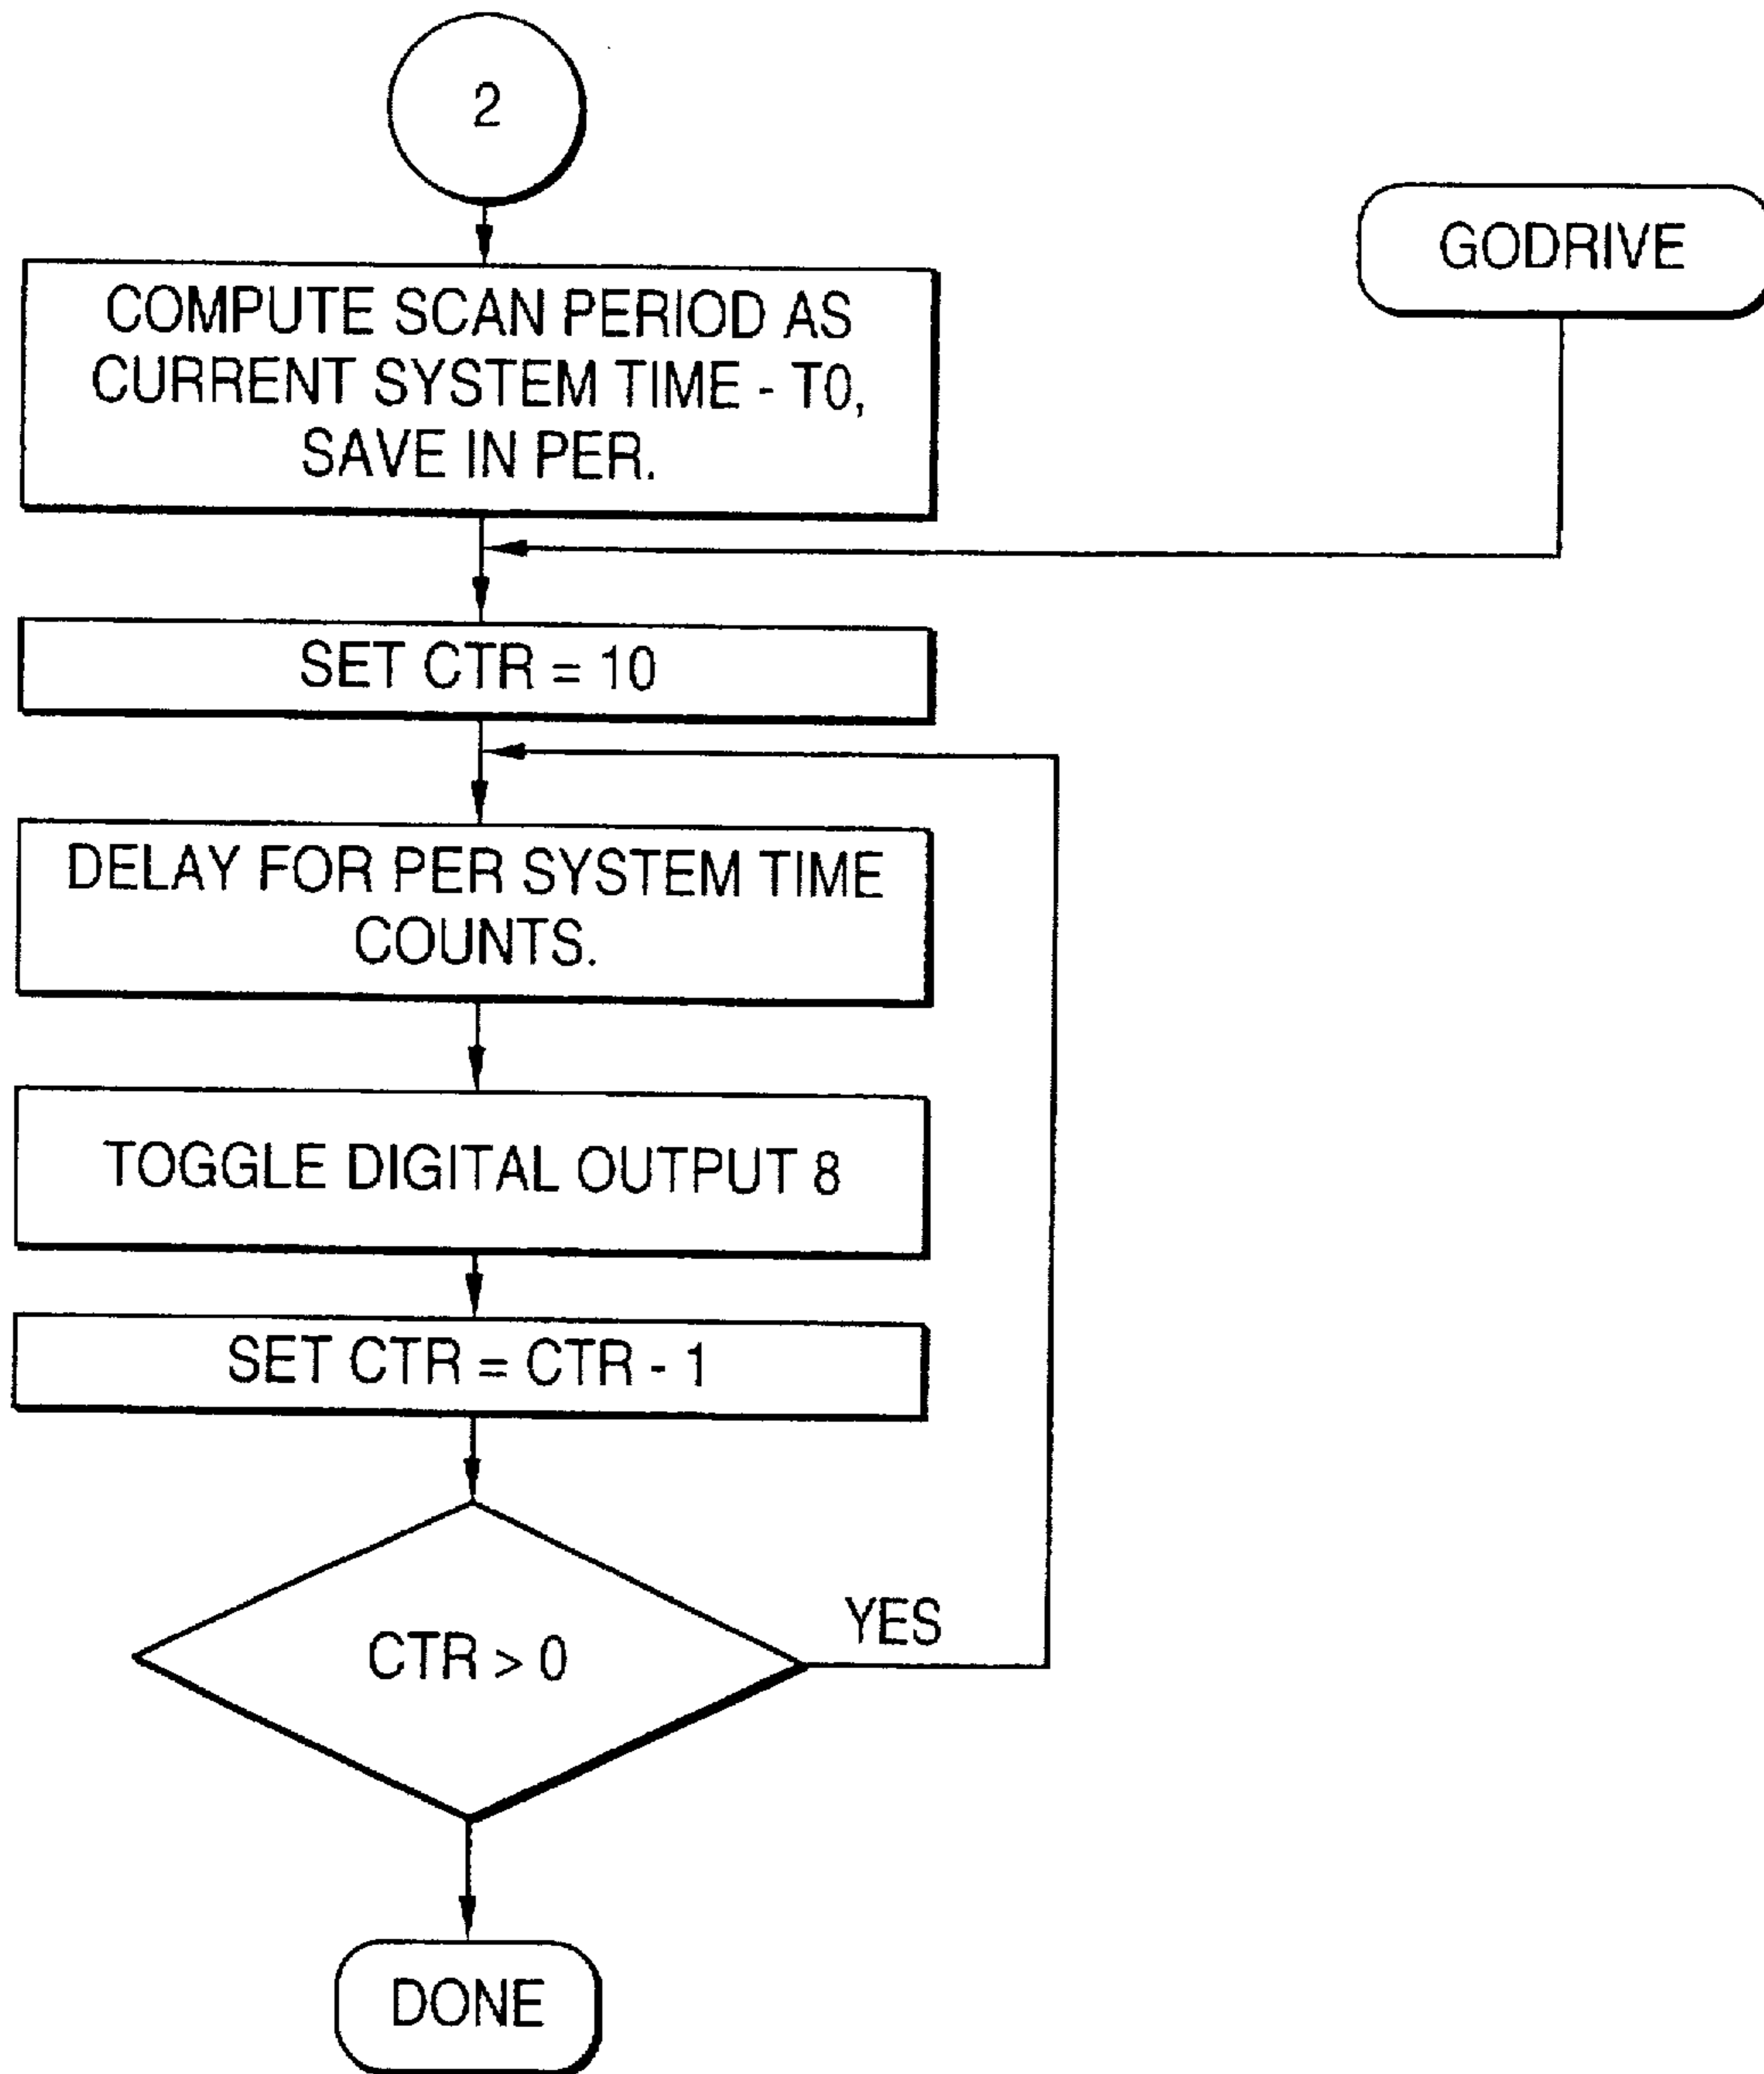 2
GODRIVE
COMPUTE SCAN PERIOD AS
CURRENT SYSTEM TIME - T0,
SAVE IN PER.
SET CTR = 10
DELAY FOR PER SYSTEM TIME
COUNTS.
TOGGLE DIGITAL OUTPUT 8
SET CTR = CTR - 1
CTR > 0
YES
DONE